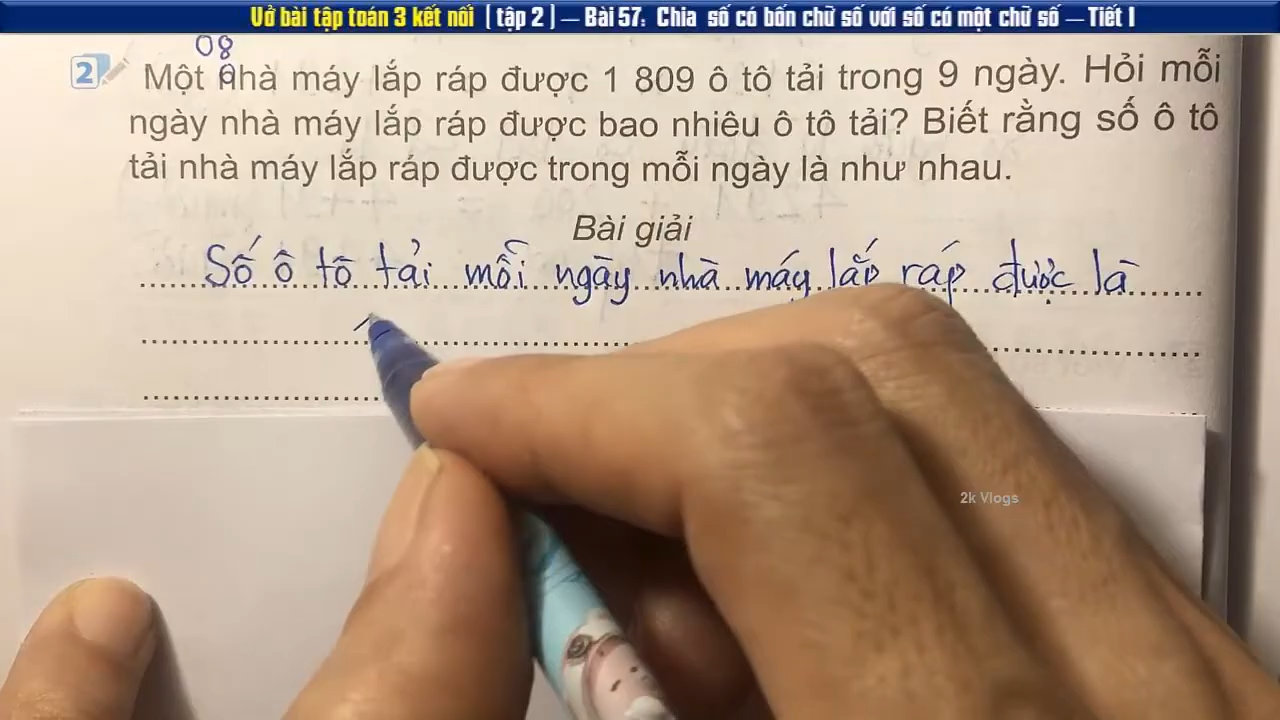 Vở bài tập toán 3 kết nối ( tập 2 ) – Bài 57: Chia số có bốn chữ số với số có một chữ số – Tiết 1
08
2 Một nhà máy lắp ráp được 1 809 ô tô tải trong 9 ngày. Hỏi mỗi
ngày nhà máy lắp ráp được bao nhiêu ô tô tải? Biết rằng số ô tô
tải nhà máy lắp ráp được trong mỗi ngày là như nhau.
Bài giải
Số ô tô tải mỗi ngày nhà máy lắp ráp được là
2k Vlogs